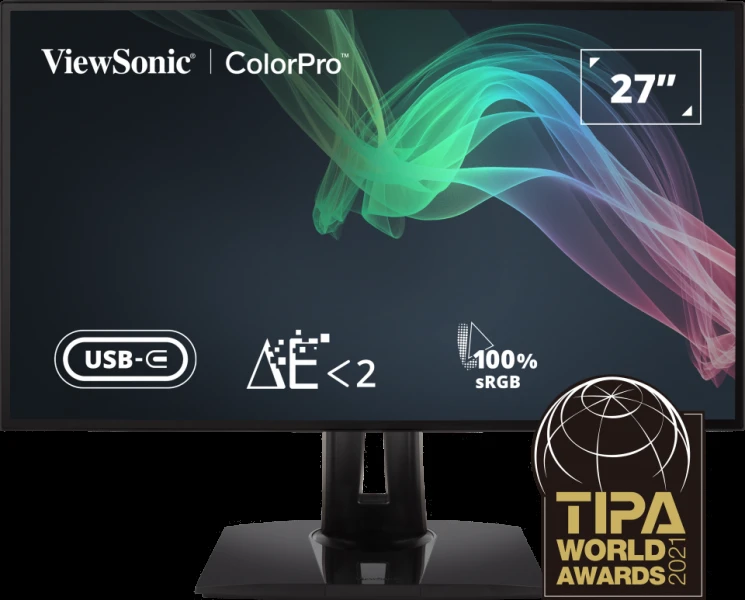 ViewSonic® | ColorPro™
27"
USB-C
ΔE<2
100%
sRGB
TIPA
WORLD
AWARDS 2021